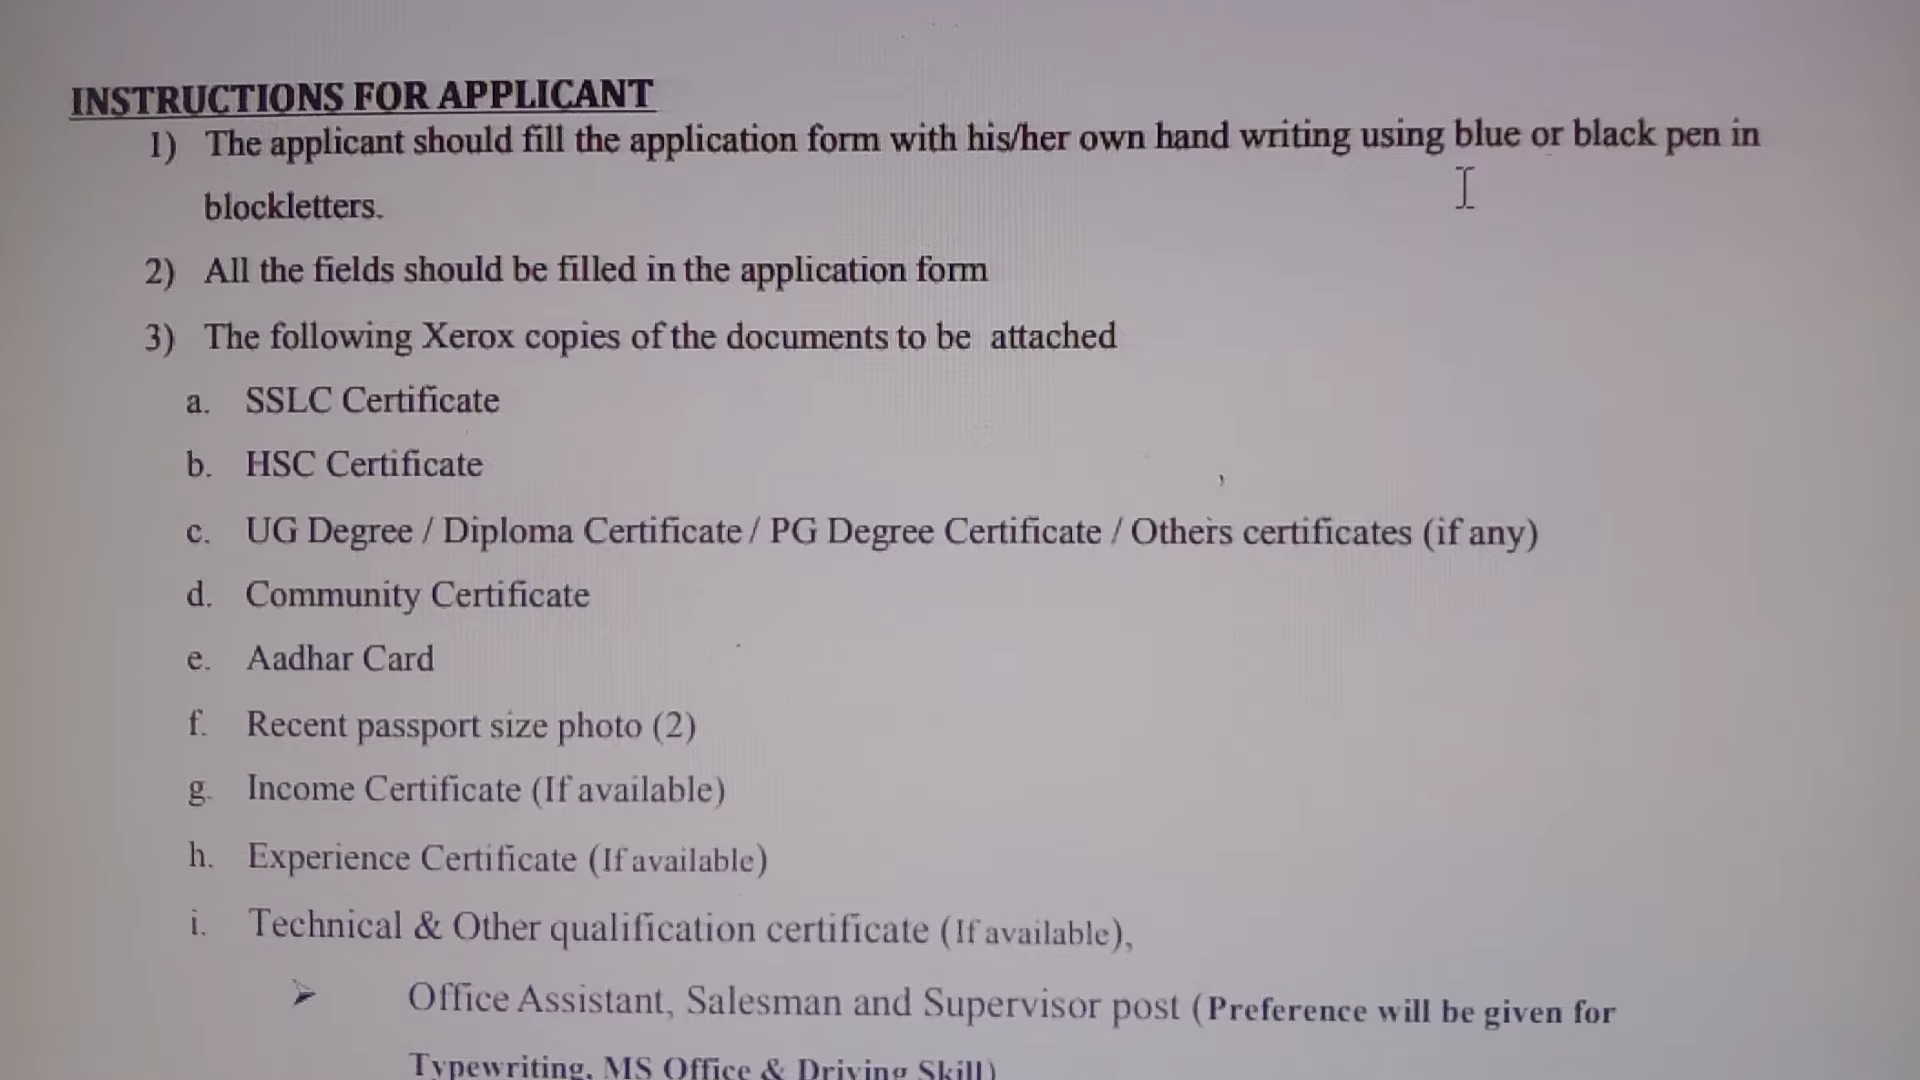 INSTRUCTIONS FOR APPLICANT
1) The applicant should fill the application form with his/her own hand writing using blue or black pen in
blockletters.
2) All the fields should be filled in the application form
3) The following Xerox copies of the documents to be attached
a. SSLC Certificate
b. HSC Certificate
c. UG Degree / Diploma Certificate / PG Degree Certificate / Others certificates (if any)
d. Community Certificate
e. Aadhar Card
f. Recent passport size photo (2)
g. Income Certificate (If available)
h. Experience Certificate (If available)
i. Technical & Other qualification certificate (If available),
➢ Office Assistant, Salesman and Supervisor post (Preference will be given for
Typewriting, MS Office & Driving Skill)